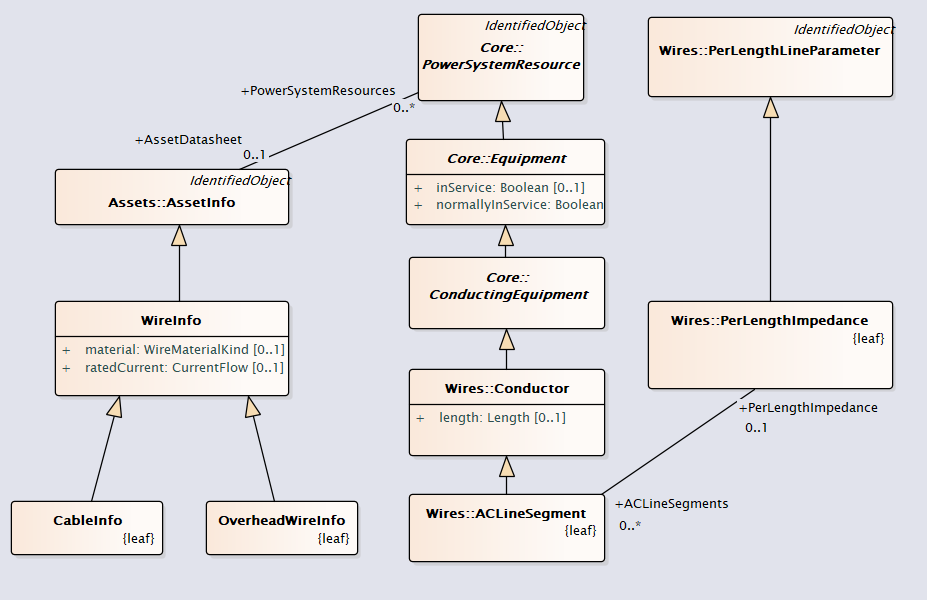 IdentifiedObject
Core::
PowerSystemResource
IdentifiedObject
Wires::PerLengthLineParameter
+PowerSystemResources
0..*
+AssetDatasheet
0..1
IdentifiedObject
Assets::AssetInfo
Core::Equipment
+ inService: Boolean [0..1]
+ normallyInService: Boolean
Core::
ConductingEquipment
WireInfo
+ material: WireMaterialKind [0..1]
+ ratedCurrent: CurrentFlow [0..1]
Wires::PerLengthImpedance
{leaf}
Wires::Conductor
+ length: Length [0..1]
+PerLengthImpedance
0..1
CableInfo
{leaf}
OverheadWireInfo
{leaf}
Wires::ACLineSegment
{leaf}
+ACLineSegments
0..*